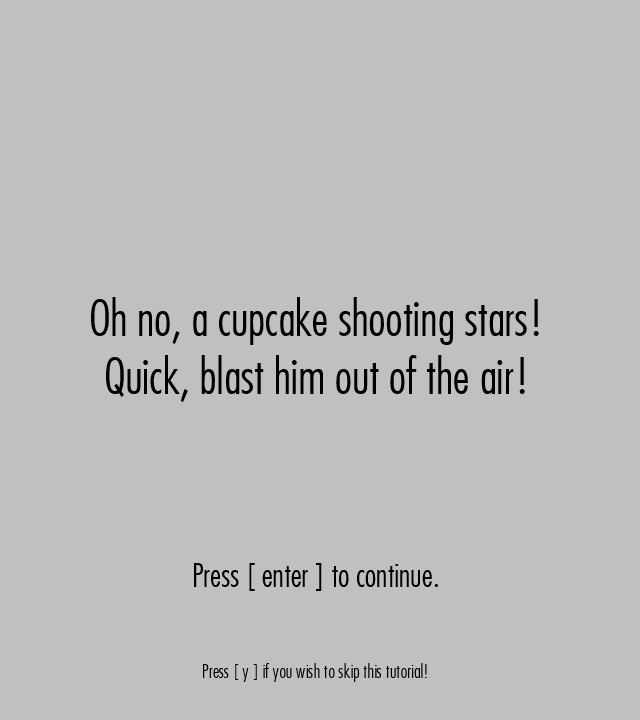 Oh no, a cupcake shooting stars!
Quick, blast him out of the air!
Press [ enter ] to continue.
Press [ y ] if you wish to skip this tutorial!